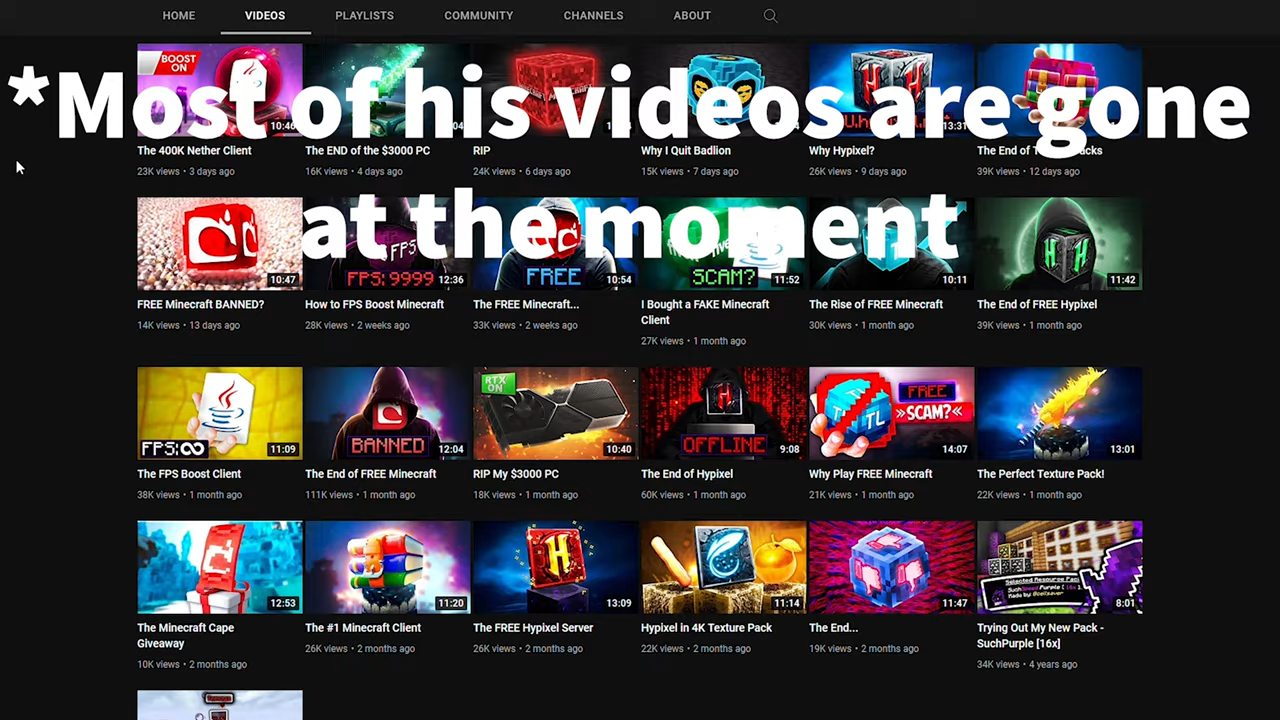 HOME VIDEOS PLAYLISTS COMMUNITY CHANNELS ABOUT
*Most of his videos are gone
at the moment
BOOST ON
10:46
13:31
The 400K Nether Client
The END of the $3000 PC
RIP
Why I Quit Badlion
Why Hypixel?
The End of
23K views • 3 days ago
16K views • 4 days ago
24K views • 6 days ago
15K views • 7 days ago
26K views • 9 days ago
39K views • 12 days ago
10:47
FPS: 9999 12:36
FREE 10:54
SCAM? 11:52
10:11
11:42
FREE Minecraft BANNED?
How to FPS Boost Minecraft
The FREE Minecraft...
I Bought a FAKE Minecraft
Client
The Rise of FREE Minecraft
The End of FREE Hypixel
14K views • 13 days ago
28K views • 2 weeks ago
33K views • 2 weeks ago
27K views • 1 month ago
30K views • 1 month ago
39K views • 1 month ago
FPS:∞ 11:09
BANNED 12:04
RTX ON
10:40
OFFLINE 9:08
TL
FREE
»SCAM?«
14:07
13:01
The FPS Boost Client
The End of FREE Minecraft
RIP My $3000 PC
The End of Hypixel
Why Play FREE Minecraft
The Perfect Texture Pack!
38K views • 1 month ago
111K views • 1 month ago
18K views • 1 month ago
60K views • 1 month ago
21K views • 1 month ago
22K views • 1 month ago
12:53
11:20
13:09
11:14
11:47
Selected Resource Pac
8:01
The Minecraft Cape
Giveaway
The #1 Minecraft Client
The FREE Hypixel Server
Hypixel in 4K Texture Pack
The End...
Trying Out My New Pack -
SuchPurple [16x]
10K views • 2 months ago
26K views • 2 months ago
26K views • 2 months ago
22K views • 2 months ago
19K views • 2 months ago
34K views • 4 years ago